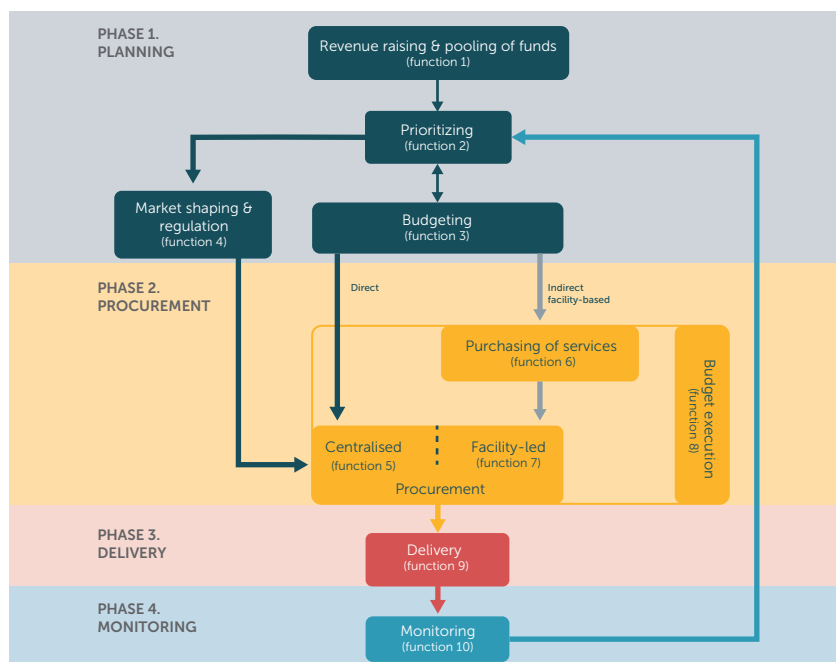 PHASE 1.
PLANNING
Revenue raising & pooling of funds
(function 1)
Prioritizing
(function 2)
Market shaping &
regulation
(function 4)
Budgeting
(function 3)
PHASE 2.
PROCUREMENT
Direct
Indirect
facility-based
Purchasing of services
(function 6)
Budget execution
(function 8)
Centralised
(function 5)
Facility-led
(function 7)
Procurement
PHASE 3.
DELIVERY
Delivery
(function 9)
PHASE 4.
MONITORING
Monitoring
(function 10)